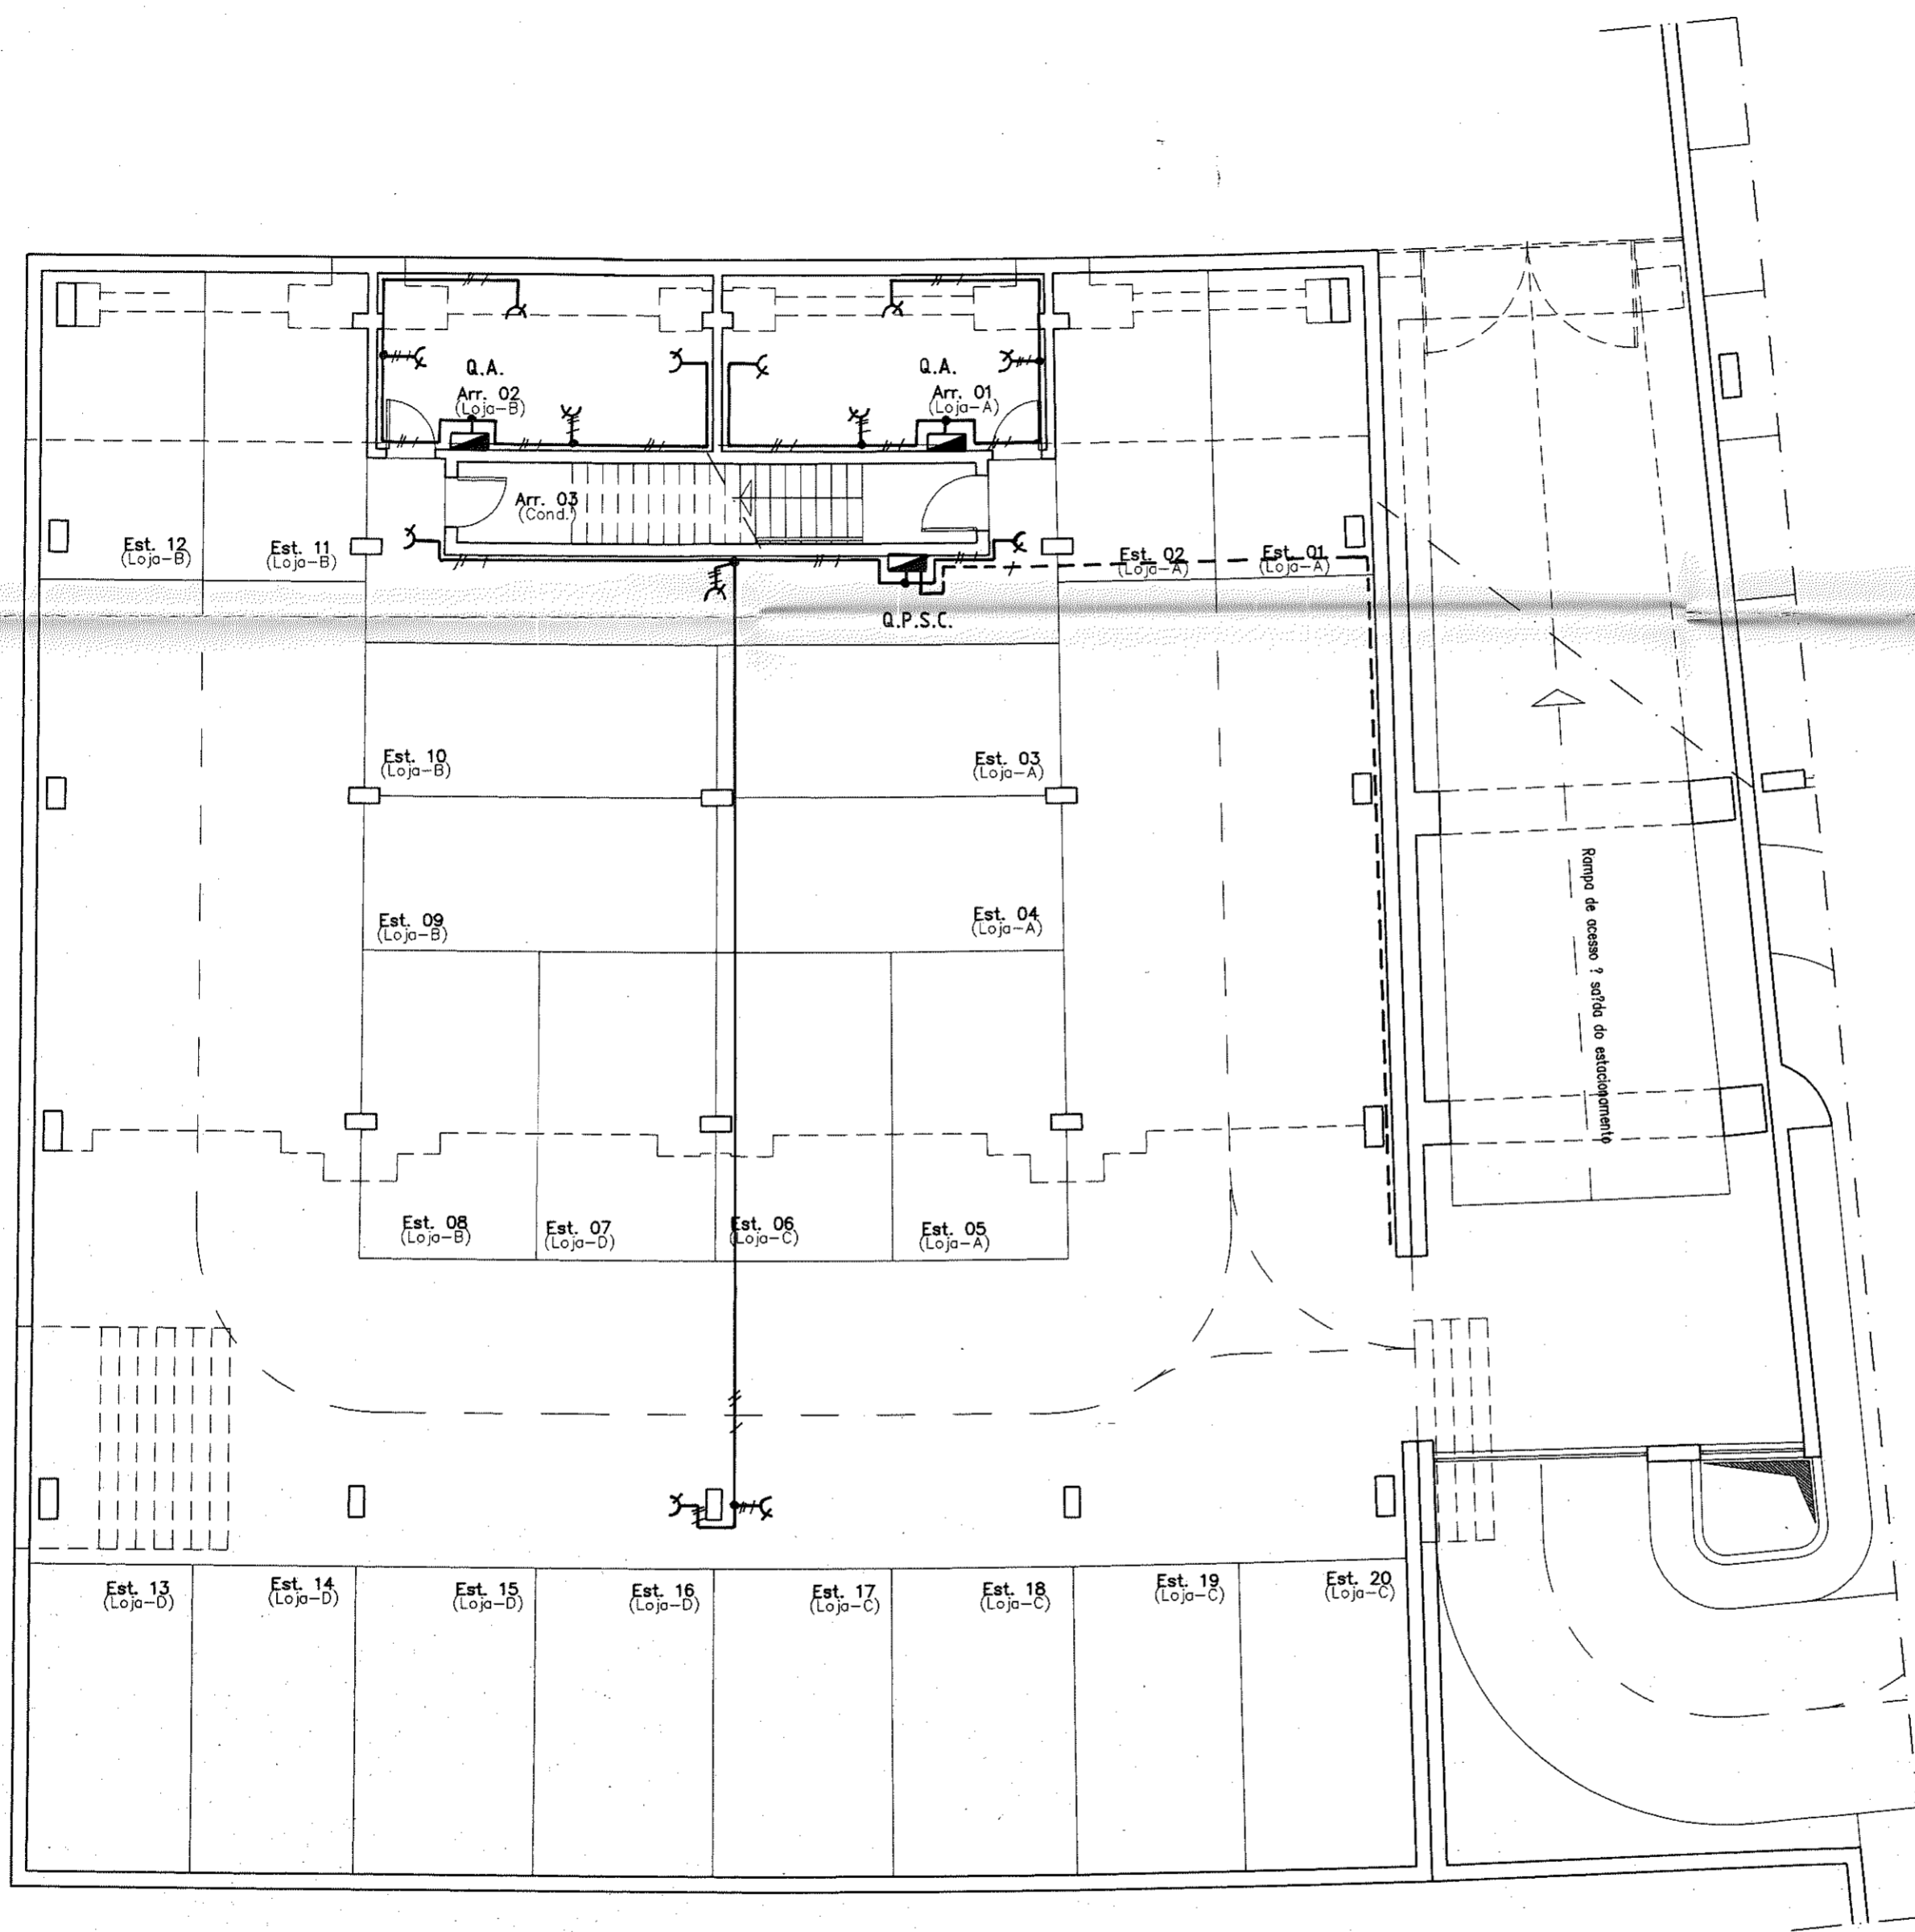 Q.A.
Arr. 02
(Loja-B)
Q.A.
Arr. 01
(Loja-A)
Arr. 03
(Cond.)
Est. 12
(Loja-B)
Est. 11
(Loja-B)
Est. 02
(Loja-A)
Est. 01
(Loja-A)
Q.P.S.C.
Est. 10
(Loja-B)
Est. 03
(Loja-A)
Est. 09
(Loja-B)
Est. 04
(Loja-A)
Rampa de acesso ? sa?da do estacionamento
Est. 08
(Loja-B)
Est. 07
(Loja-D)
Est. 06
(Loja-C)
Est. 05
(Loja-A)
Est. 13
(Loja-D)
Est. 14
(Loja-D)
Est. 15
(Loja-D)
Est. 16
(Loja-D)
Est. 17
(Loja-C)
Est. 18
(Loja-C)
Est. 19
(Loja-C)
Est. 20
(Loja-C)